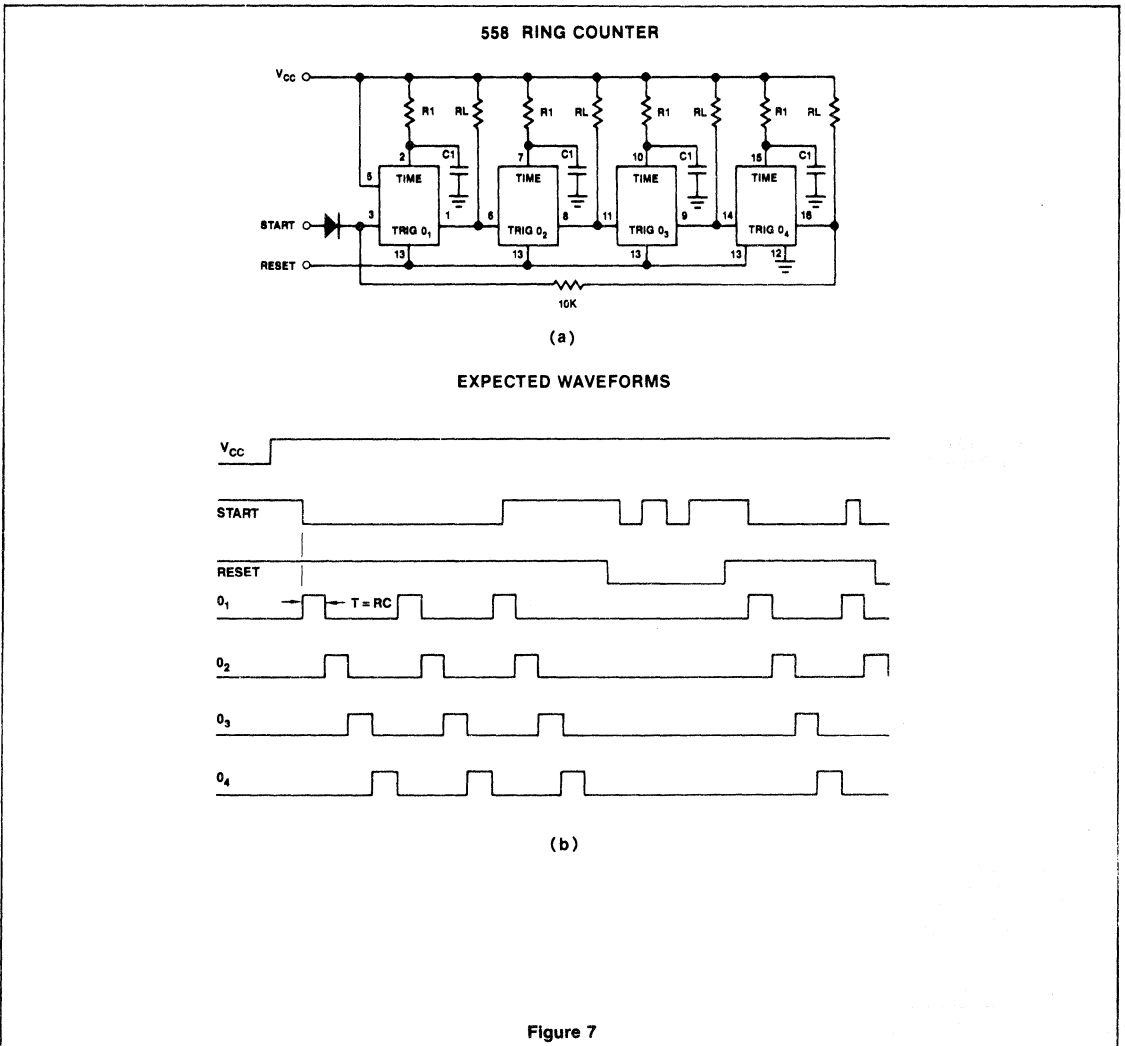 558 RING COUNTER
VCC
R1 RL R1 RL R1 RL R1 RL
2 C1 7 C1 10 C1 15 C1
5 TIME TIME TIME TIME
START 3 TRIG 01 1 6 TRIG 02 8 11 TRIG 03 9 14 TRIG 04 16
RESET 13 13 13 13 12
10K
(a)
EXPECTED WAVEFORMS
VCC
START
RESET
01 T = RC
02
03
04
(b)
Figure 7